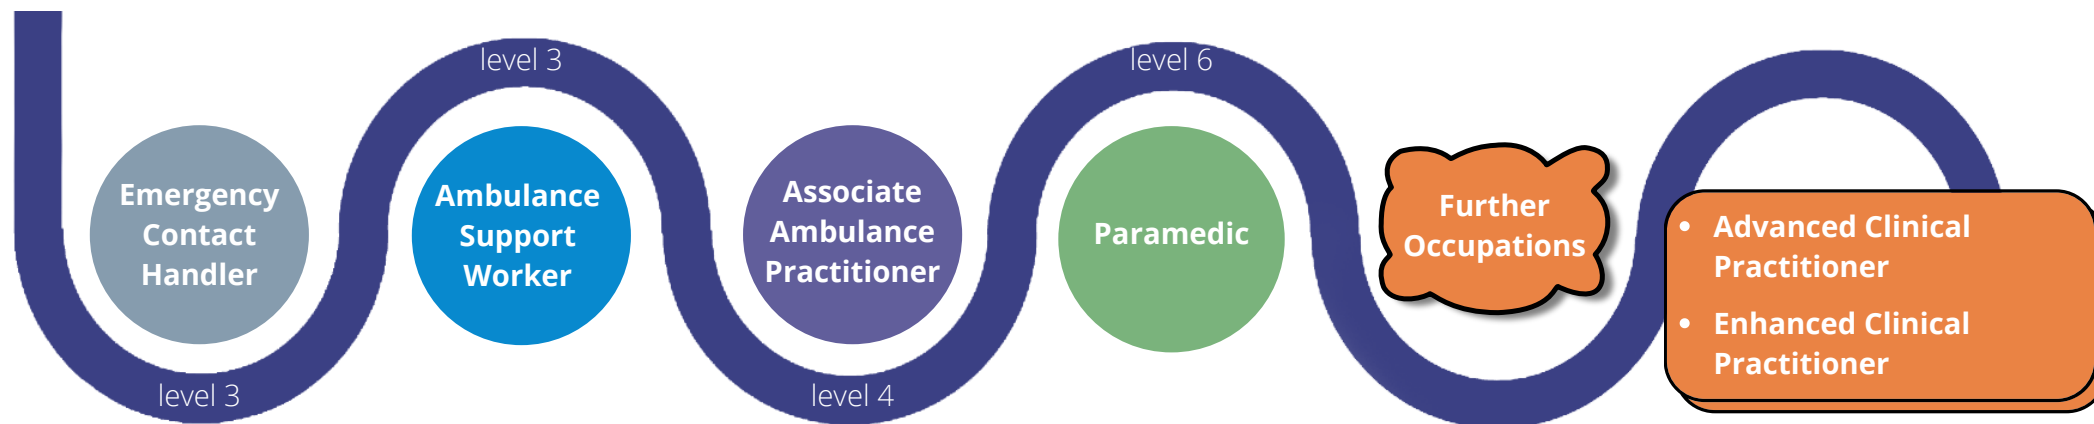 level 3
Emergency
Contact
Handler
level 3
Ambulance
Support
Worker
Associate
Ambulance
Practitioner
level 4
level 6
Paramedic
Further
Occupations
• Advanced Clinical
Practitioner
• Enhanced Clinical
Practitioner